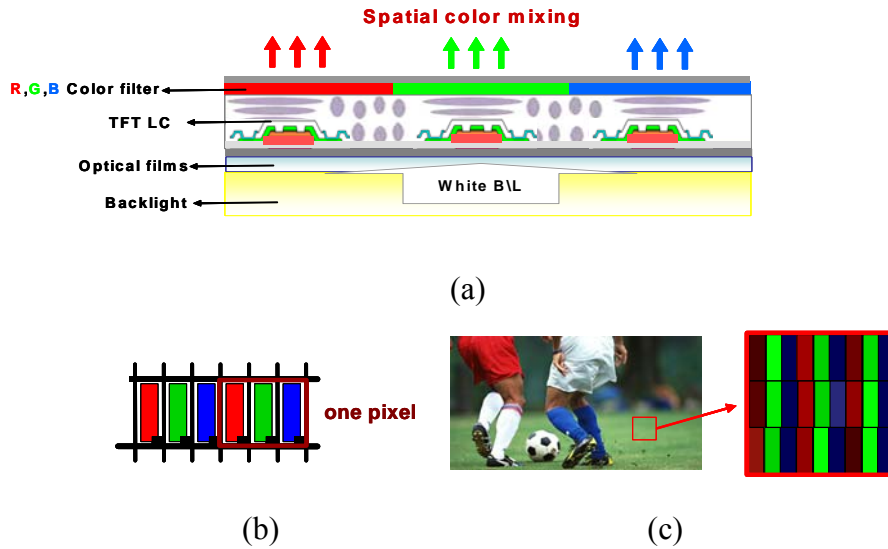 Spatial color mixing
R,G,B Color filter
TFT LC
Optical films
White B\L
Backlight
(a)
one pixel
(b)
(c)